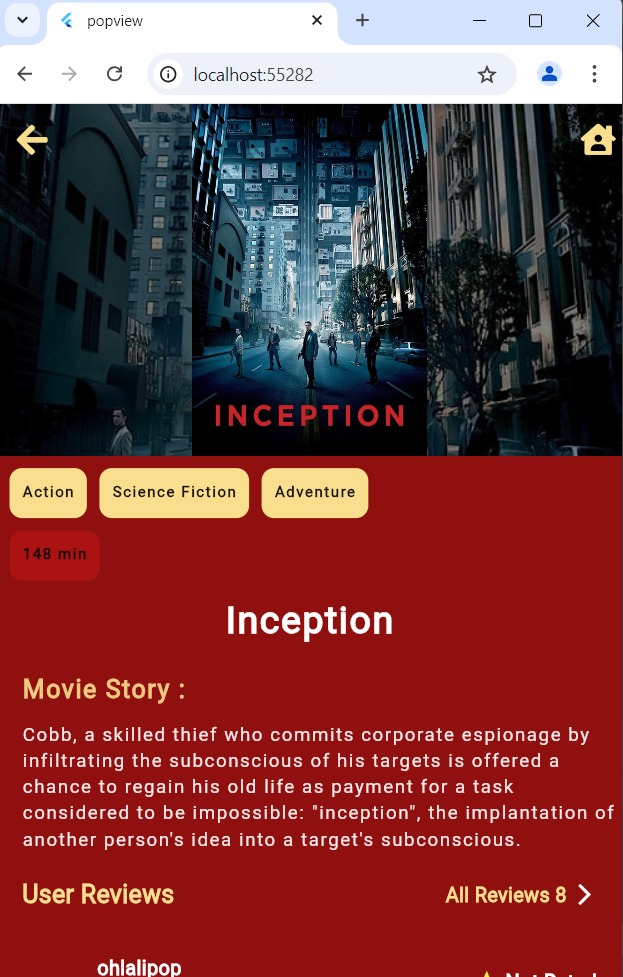 popview
localhost:55282
INCEPTION
Action Science Fiction Adventure
148 min
Inception
Movie Story :
Cobb, a skilled thief who commits corporate espionage by
infiltrating the subconscious of his targets is offered a
chance to regain his old life as payment for a task
considered to be impossible: "inception", the implantation of
another person's idea into a target's subconscious.
User Reviews All Reviews 8
ohlalipop